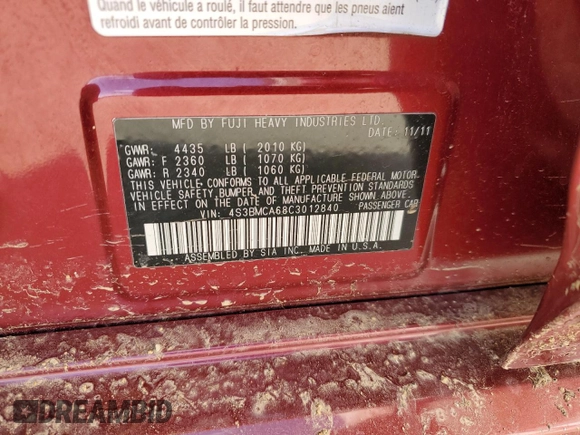 Quand le véhicule a roulé, il faut attendre que les pneus aient
refroidi avant de contrôler la pression.
MFD BY FUJI HEAVY INDUSTRIES LTD.
DATE: 11/11
GVWR: 4435 LB ( 2010 KG)
GAWR: F 2360 LB ( 1070 KG)
GAWR: R 2340 LB ( 1060 KG)
THIS VEHICLE CONFORMS TO ALL APPLICABLE FEDERAL MOTOR
VEHICLE SAFETY, BUMPER, AND THEFT PREVENTION STANDARDS
IN EFFECT ON THE DATE OF MANUFACTURE SHOWN ABOVE.
VIN: 4S3BMCA68C3012840 PASSENGER CAR
ASSEMBLED BY SIA INC. MADE IN U.S.A.
DREAMBID